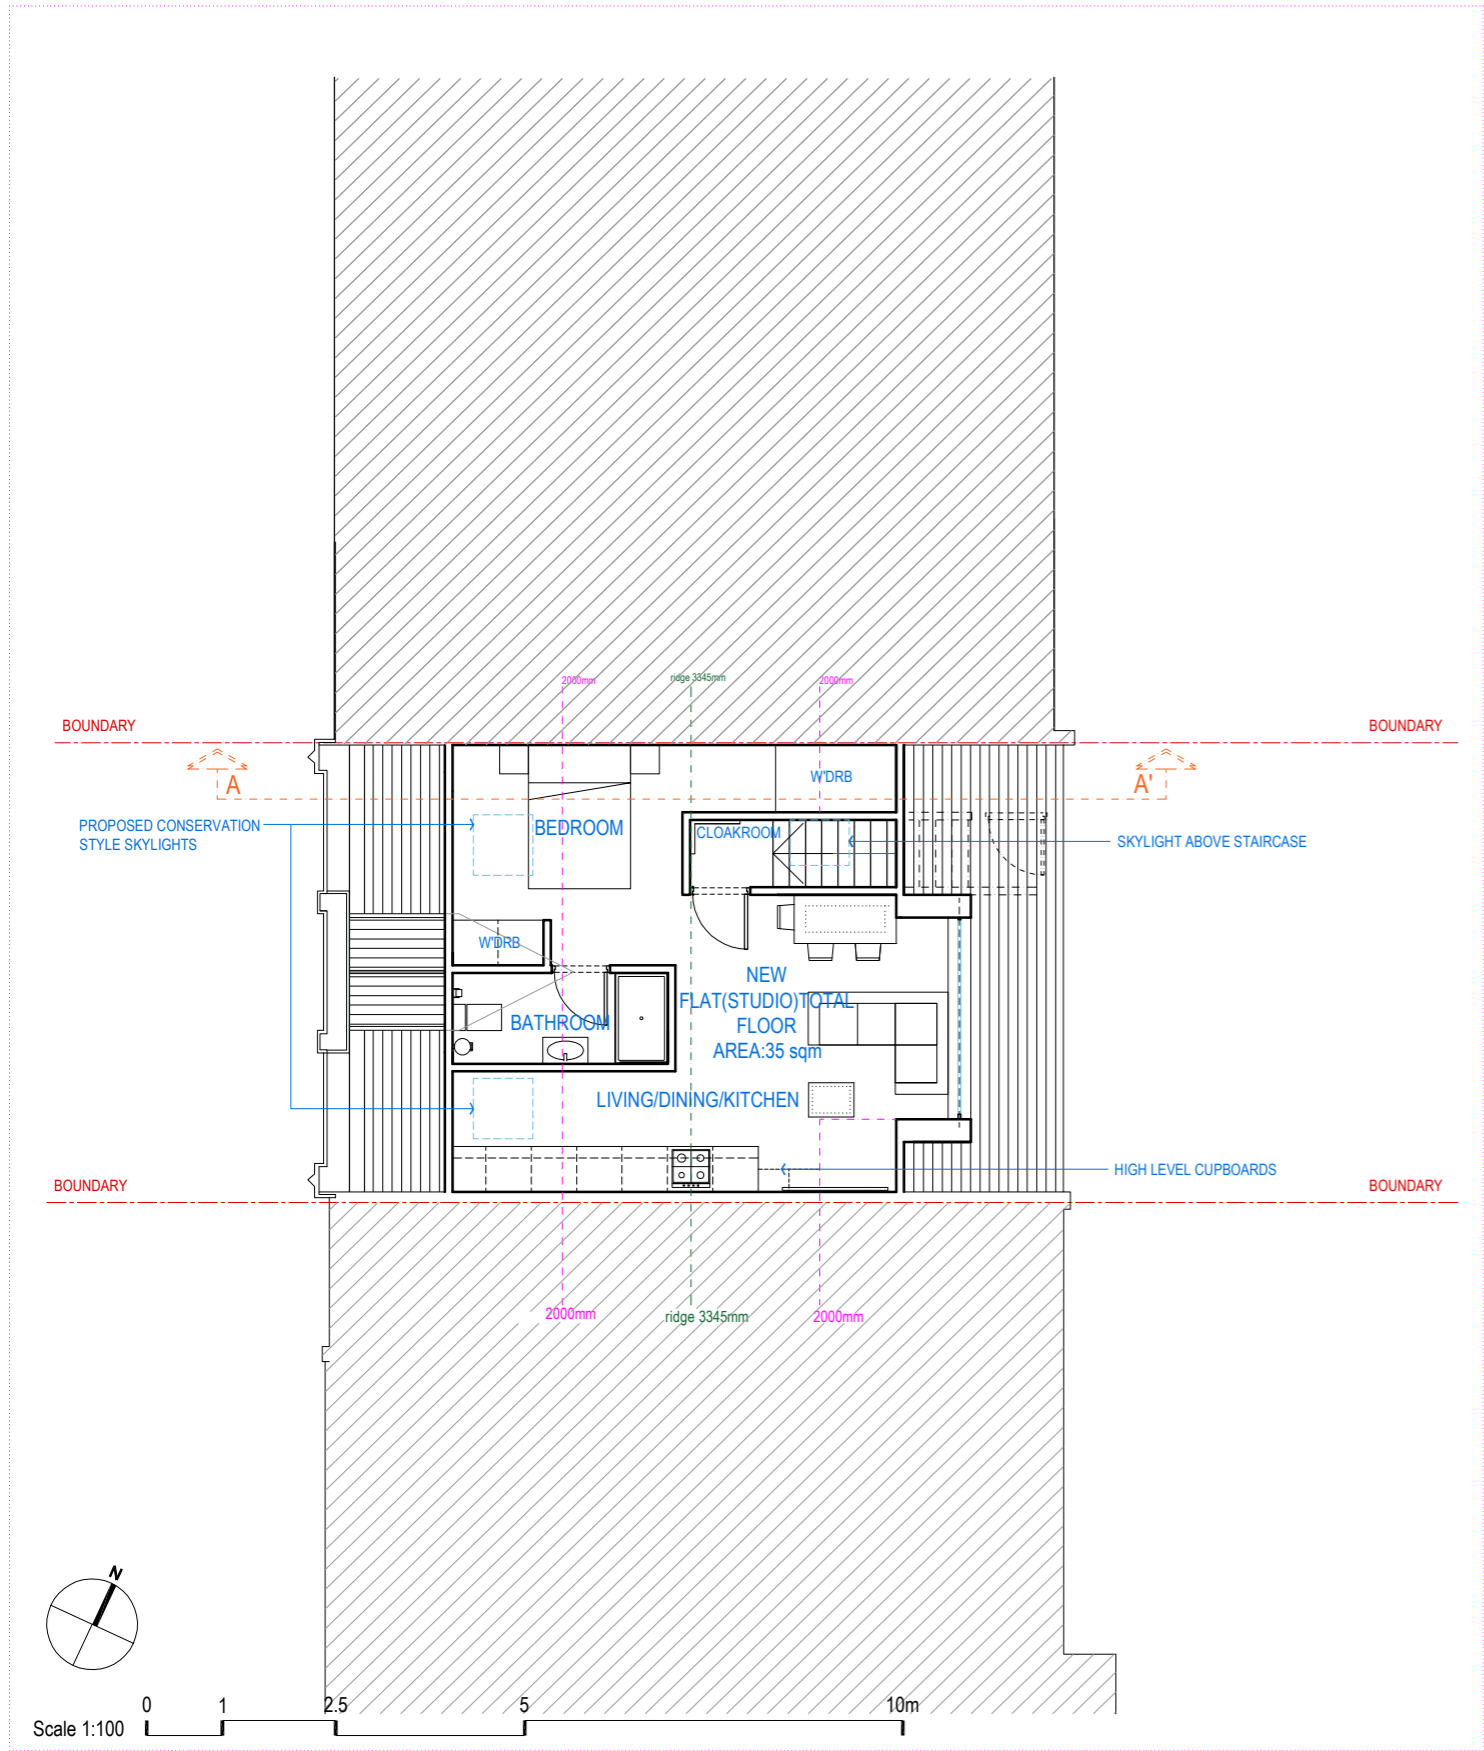 2000mm
ridge 3345mm
2000mm
BOUNDARY
BOUNDARY
A
A'
W'DRB
PROPOSED CONSERVATION
STYLE SKYLIGHTS
BEDROOM
CLOAKROOM
SKYLIGHT ABOVE STAIRCASE
W'DRB
NEW
FLAT(STUDIO)TOTAL
FLOOR
AREA:35 sqm
BATHROOM
LIVING/DINING/KITCHEN
HIGH LEVEL CUPBOARDS
BOUNDARY
BOUNDARY
2000mm
ridge 3345mm
2000mm
N
0 1 2.5 5 10m
Scale 1:100